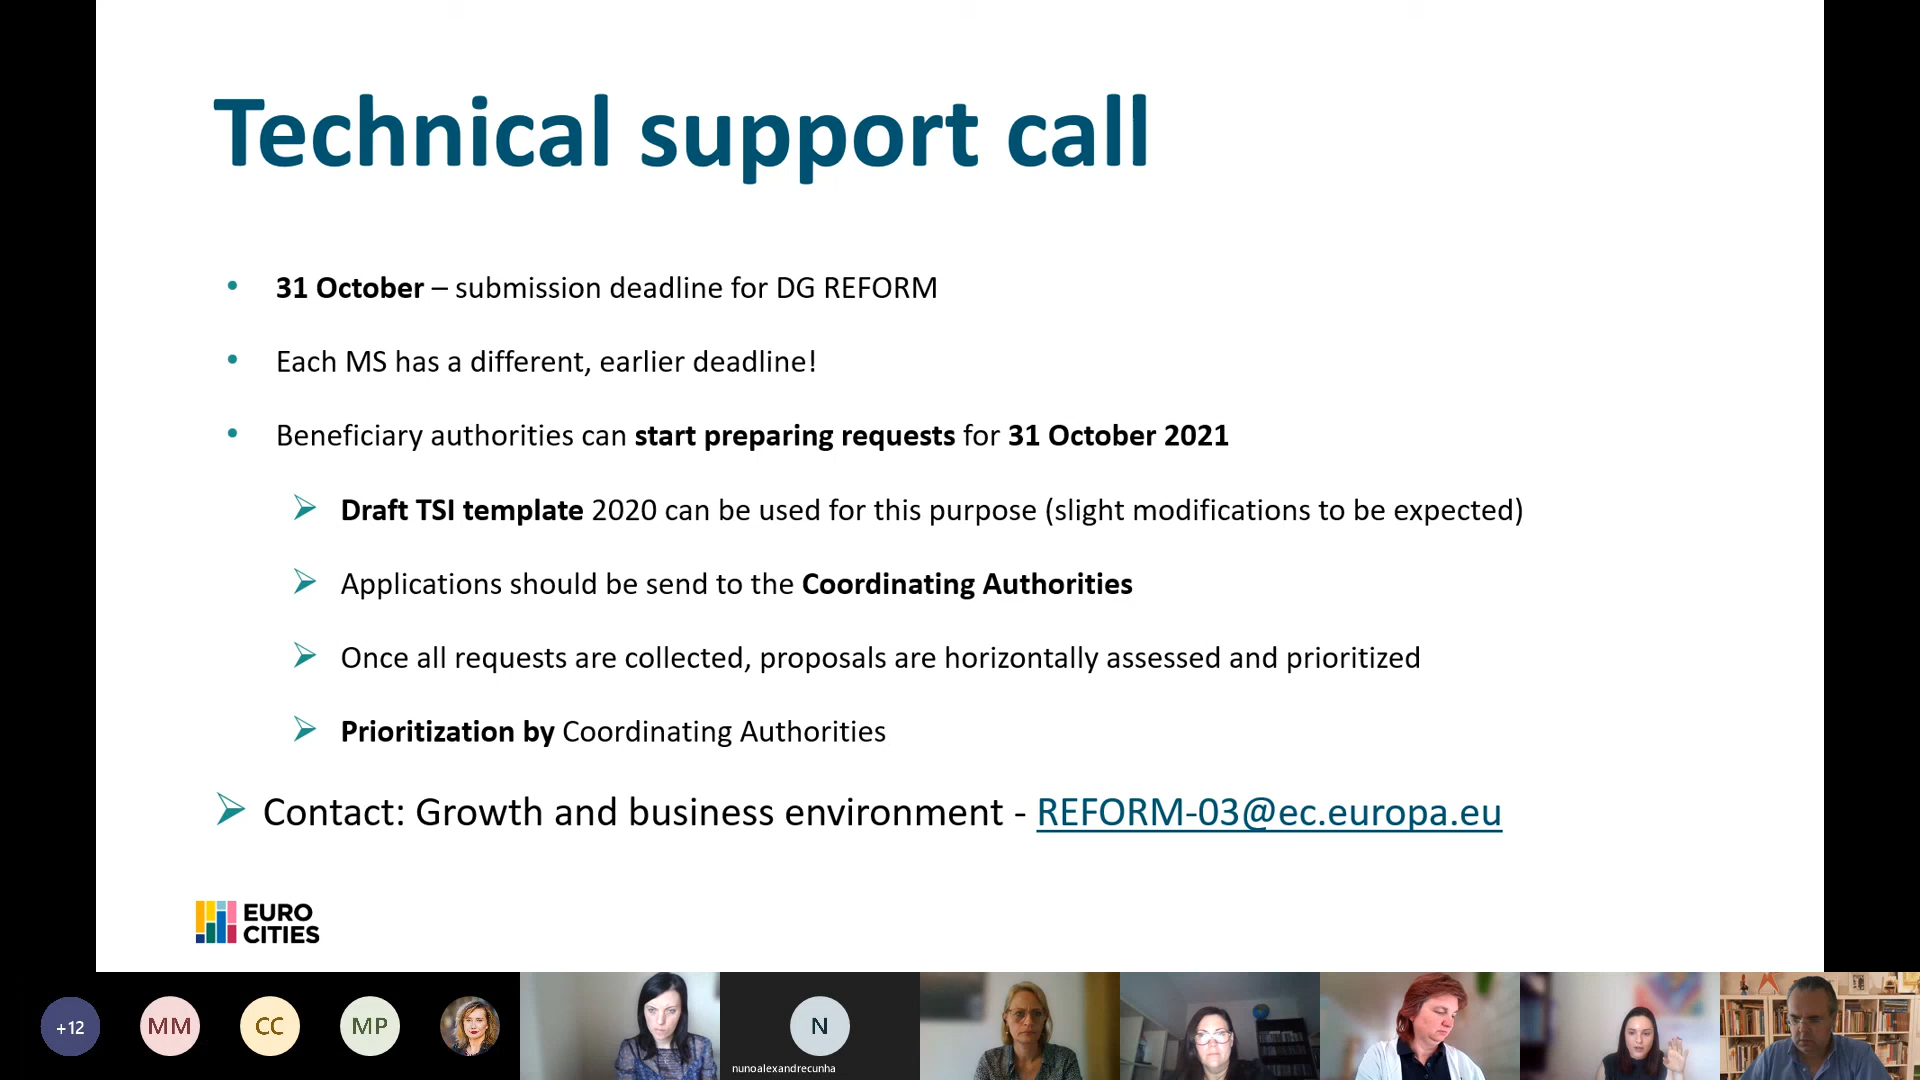 Technical support call
• 31 October – submission deadline for DG REFORM
• Each MS has a different, earlier deadline!
• Beneficiary authorities can start preparing requests for 31 October 2021
➢ Draft TSI template 2020 can be used for this purpose (slight modifications to be expected)
➢ Applications should be send to the Coordinating Authorities
➢ Once all requests are collected, proposals are horizontally assessed and prioritized
➢ Prioritization by Coordinating Authorities
➢ Contact: Growth and business environment - REFORM-03@ec.europa.eu
EURO
CITIES
+12 MM CC MP N
nunoalexandrecunha